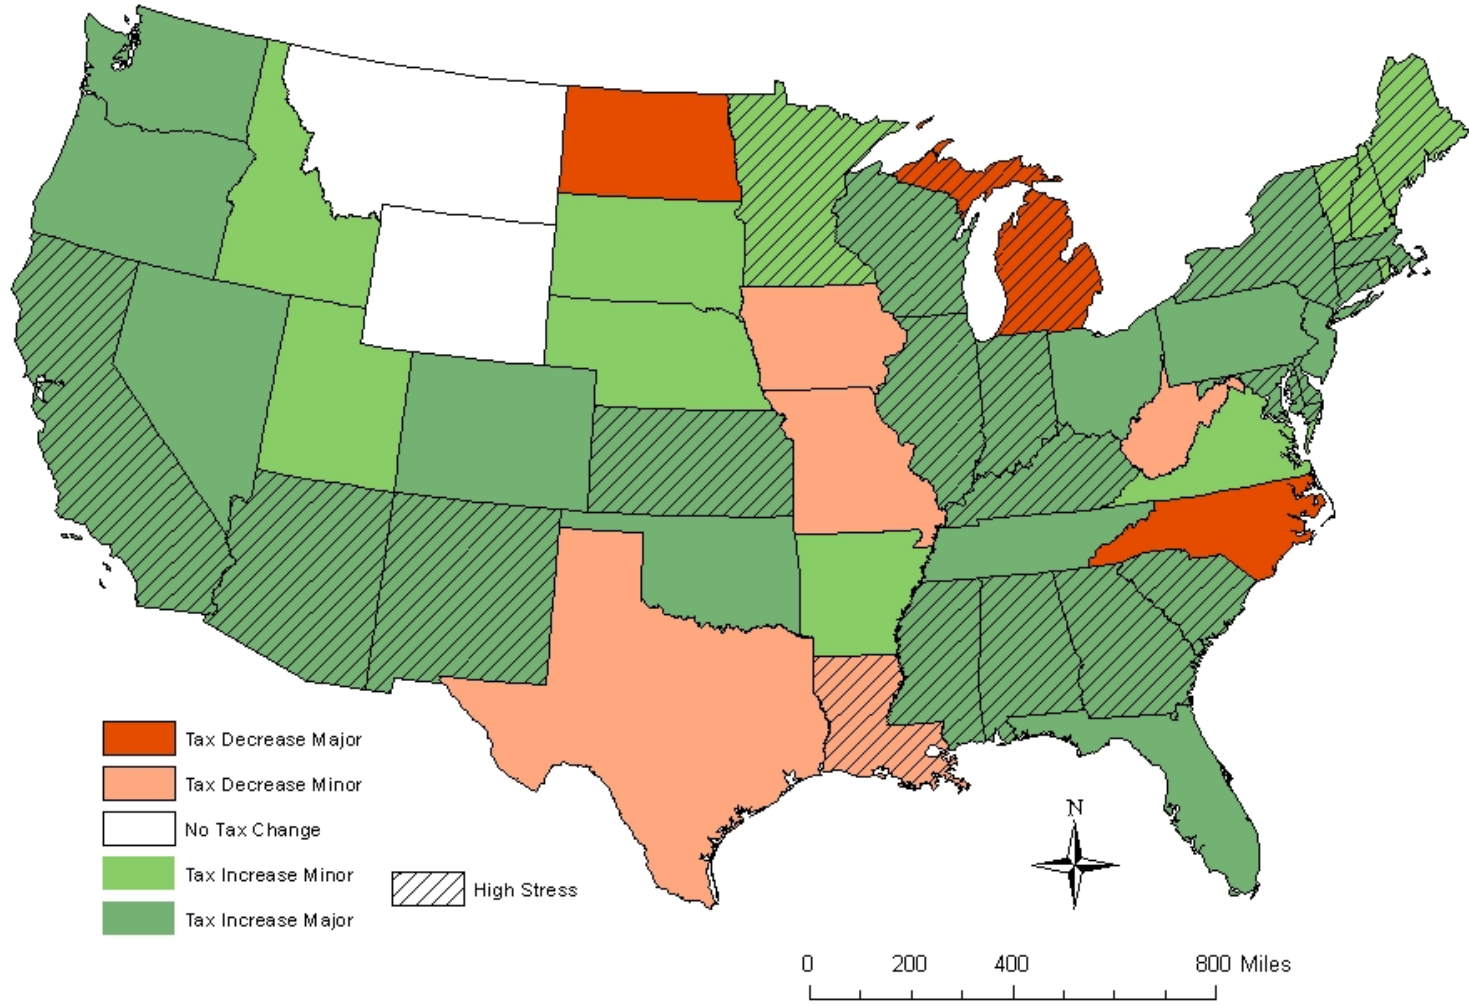 Tax Decrease Major
Tax Decrease Minor
No Tax Change
Tax Increase Minor
Tax Increase Major
High Stress
N
0 200 400 800 Miles